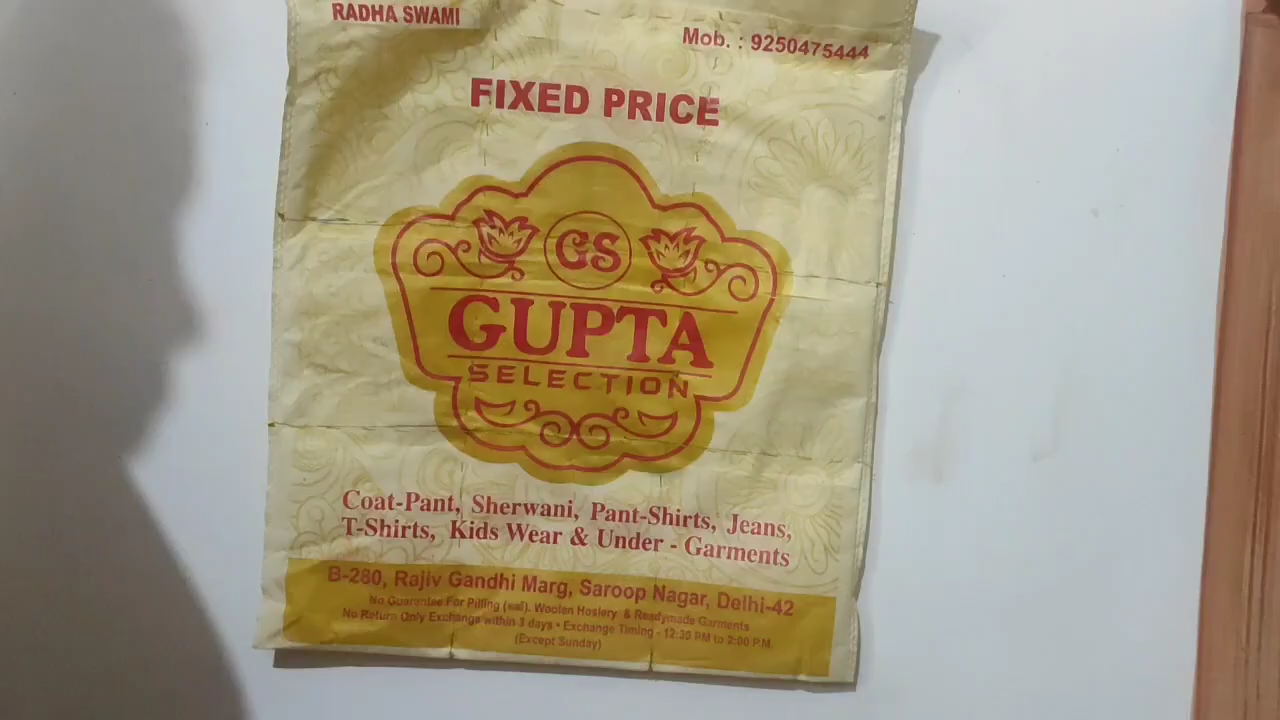 RADHA SWAMI
Mob. : 9250475444
FIXED PRICE
GS
GUPTA
SELECTION
Coat-Pant, Sherwani, Pant-Shirts, Jeans,
T-Shirts, Kids Wear & Under - Garments
B-280, Rajiv Gandhi Marg, Saroop Nagar, Delhi-42
No Guarantee For Pilling (बुर्का). Woolen Hosiery & Readymade Garments
No Return Only Exchange within 3 days • Exchange Timing - 12:30 PM to 2:00 P.M.
(Except Sunday)